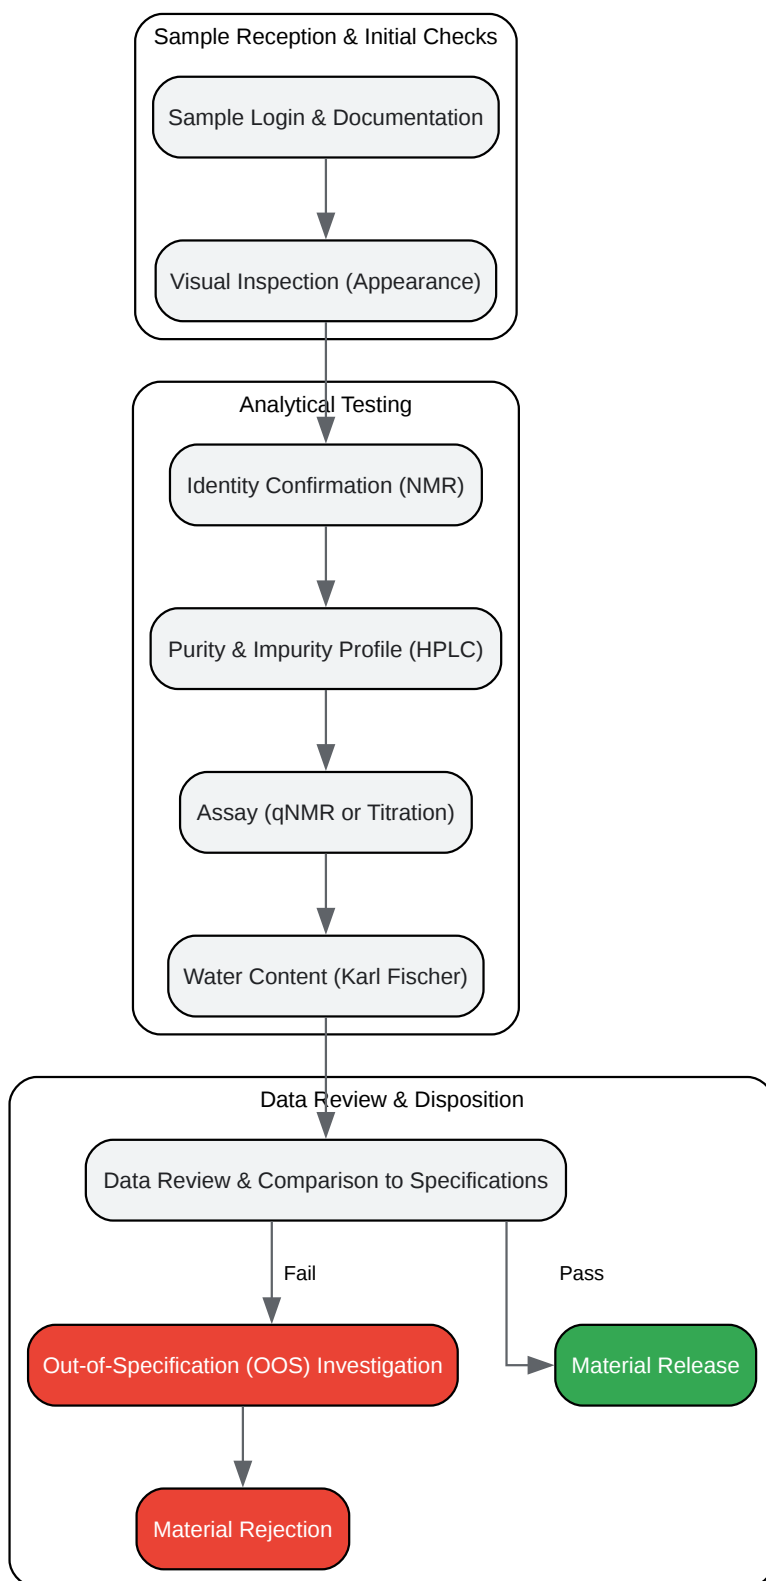 Sample Reception & Initial Checks
Sample Login & Documentation
Visual Inspection (Appearance)
Analytical Testing
Identity Confirmation (NMR)
Purity & Impurity Profile (HPLC)
Assay (qNMR or Titration)
Water Content (Karl Fischer)
Data Review & Disposition
Data Review & Comparison to Specifications
Fail
Pass
Out-of-Specification (OOS) Investigation
Material Release
Material Rejection